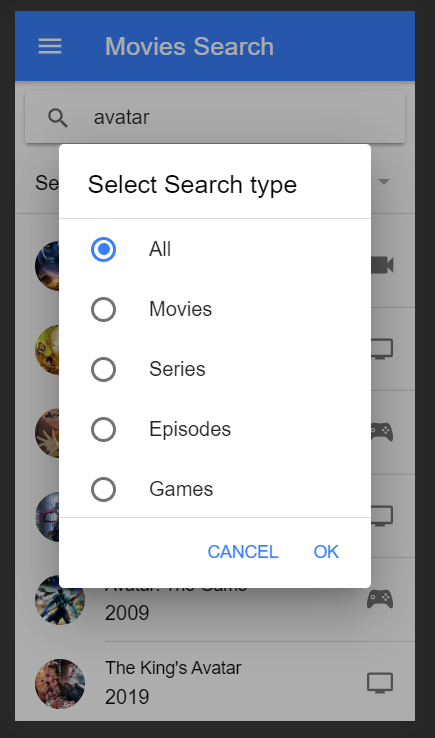 Movies Search
avatar
Se
Select Search type
All
Movies
Series
Episodes
Games
CANCEL
OK
Avatar: The Game
2009
The King's Avatar
2019